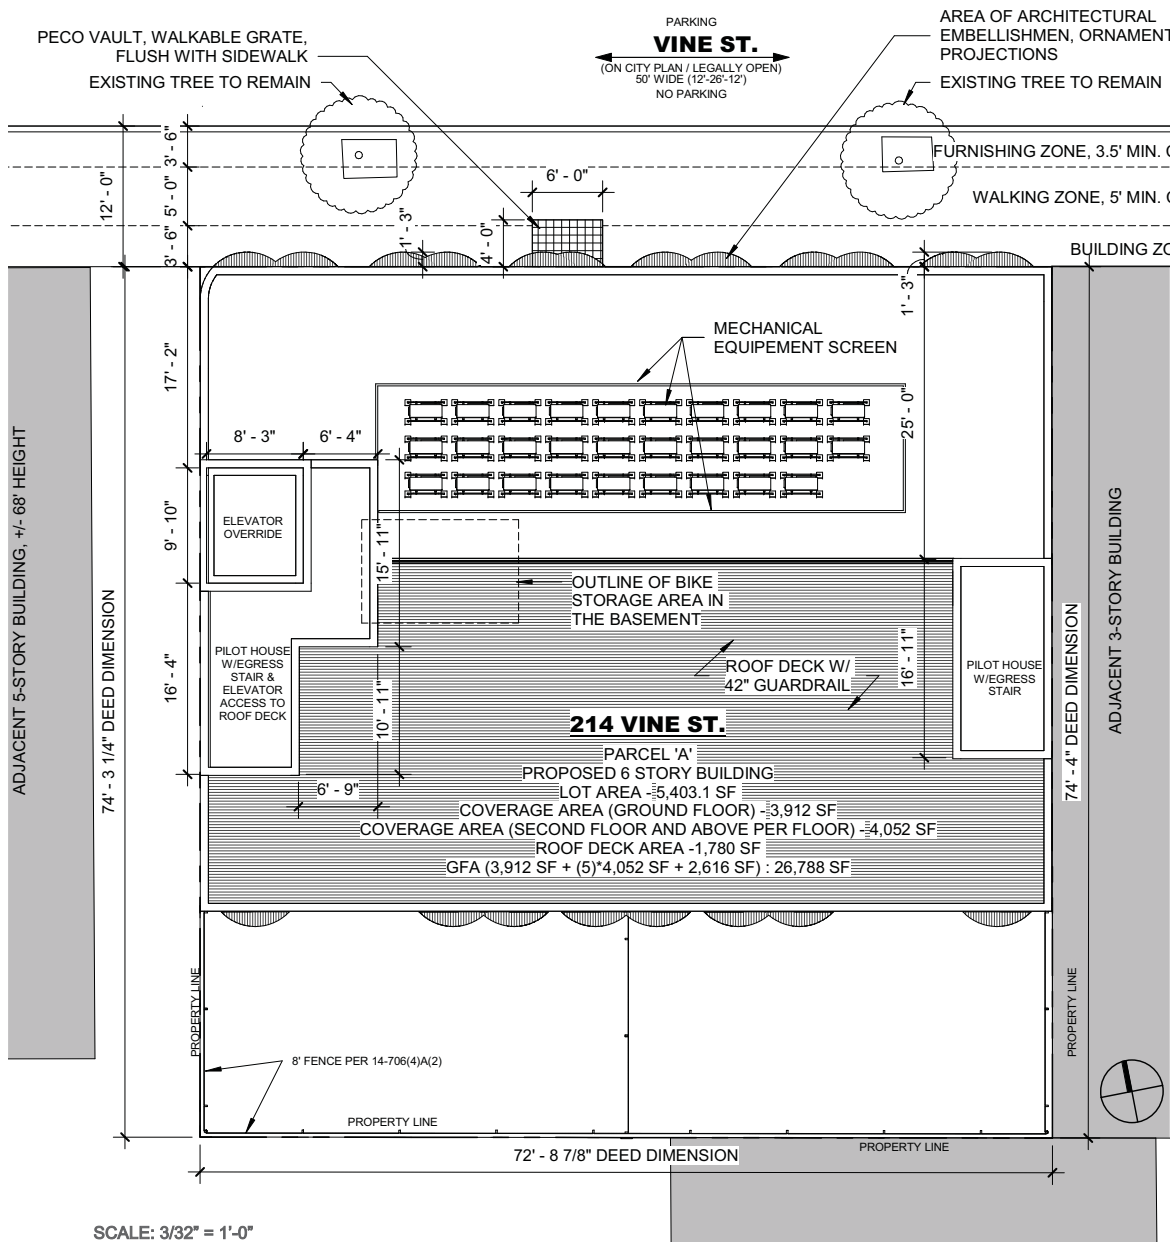 PARKING
VINE ST.
(ON CITY PLAN / LEGALLY OPEN)
50' WIDE (12'-26'-12')
NO PARKING
PECO VAULT, WALKABLE GRATE,
FLUSH WITH SIDEWALK
EXISTING TREE TO REMAIN
AREA OF ARCHITECTURAL
EMBELLISHMEN, ORNAMENT
PROJECTIONS
EXISTING TREE TO REMAIN
FURNISHING ZONE, 3.5' MIN.
WALKING ZONE, 5' MIN.
BUILDING
12' - 0"
3' - 6"
5' - 0"
3' - 6"
6' - 0"
1' - 3"
4' - 0"
1' - 3"
MECHANICAL
EQUIPEMENT SCREEN
17' - 2"
25' - 0"
8' - 3"
6' - 4"
ELEVATOR
OVERRIDE
9' - 10"
15' - 11"
OUTLINE OF BIKE
STORAGE AREA IN
THE BASEMENT
PILOT HOUSE
W/EGRESS
STAIR &
ELEVATOR
ACCESS TO
ROOF DECK
16' - 4"
10' - 11"
6' - 9"
ROOF DECK W/
42" GUARDRAIL
16' - 11"
PILOT HOUSE
W/EGRESS
STAIR
214 VINE ST.
PARCEL 'A'
PROPOSED 6 STORY BUILDING
LOT AREA - 5,403.1 SF
COVERAGE AREA (GROUND FLOOR) - 3,912 SF
COVERAGE AREA (SECOND FLOOR AND ABOVE PER FLOOR) - 4,052 SF
ROOF DECK AREA -1,780 SF
GFA (3,912 SF + (5)*4,052 SF + 2,616 SF) : 26,788 SF
ADJACENT 5-STORY BUILDING, +/- 68' HEIGHT
74' - 3 1/4" DEED DIMENSION
74' - 4" DEED DIMENSION
ADJACENT 3-STORY BUILDING
PROPERTY LINE
PROPERTY LINE
8' FENCE PER 14-706(4)A(2)
PROPERTY LINE
PROPERTY LINE
72' - 8 7/8" DEED DIMENSION
SCALE: 3/32" = 1'-0"